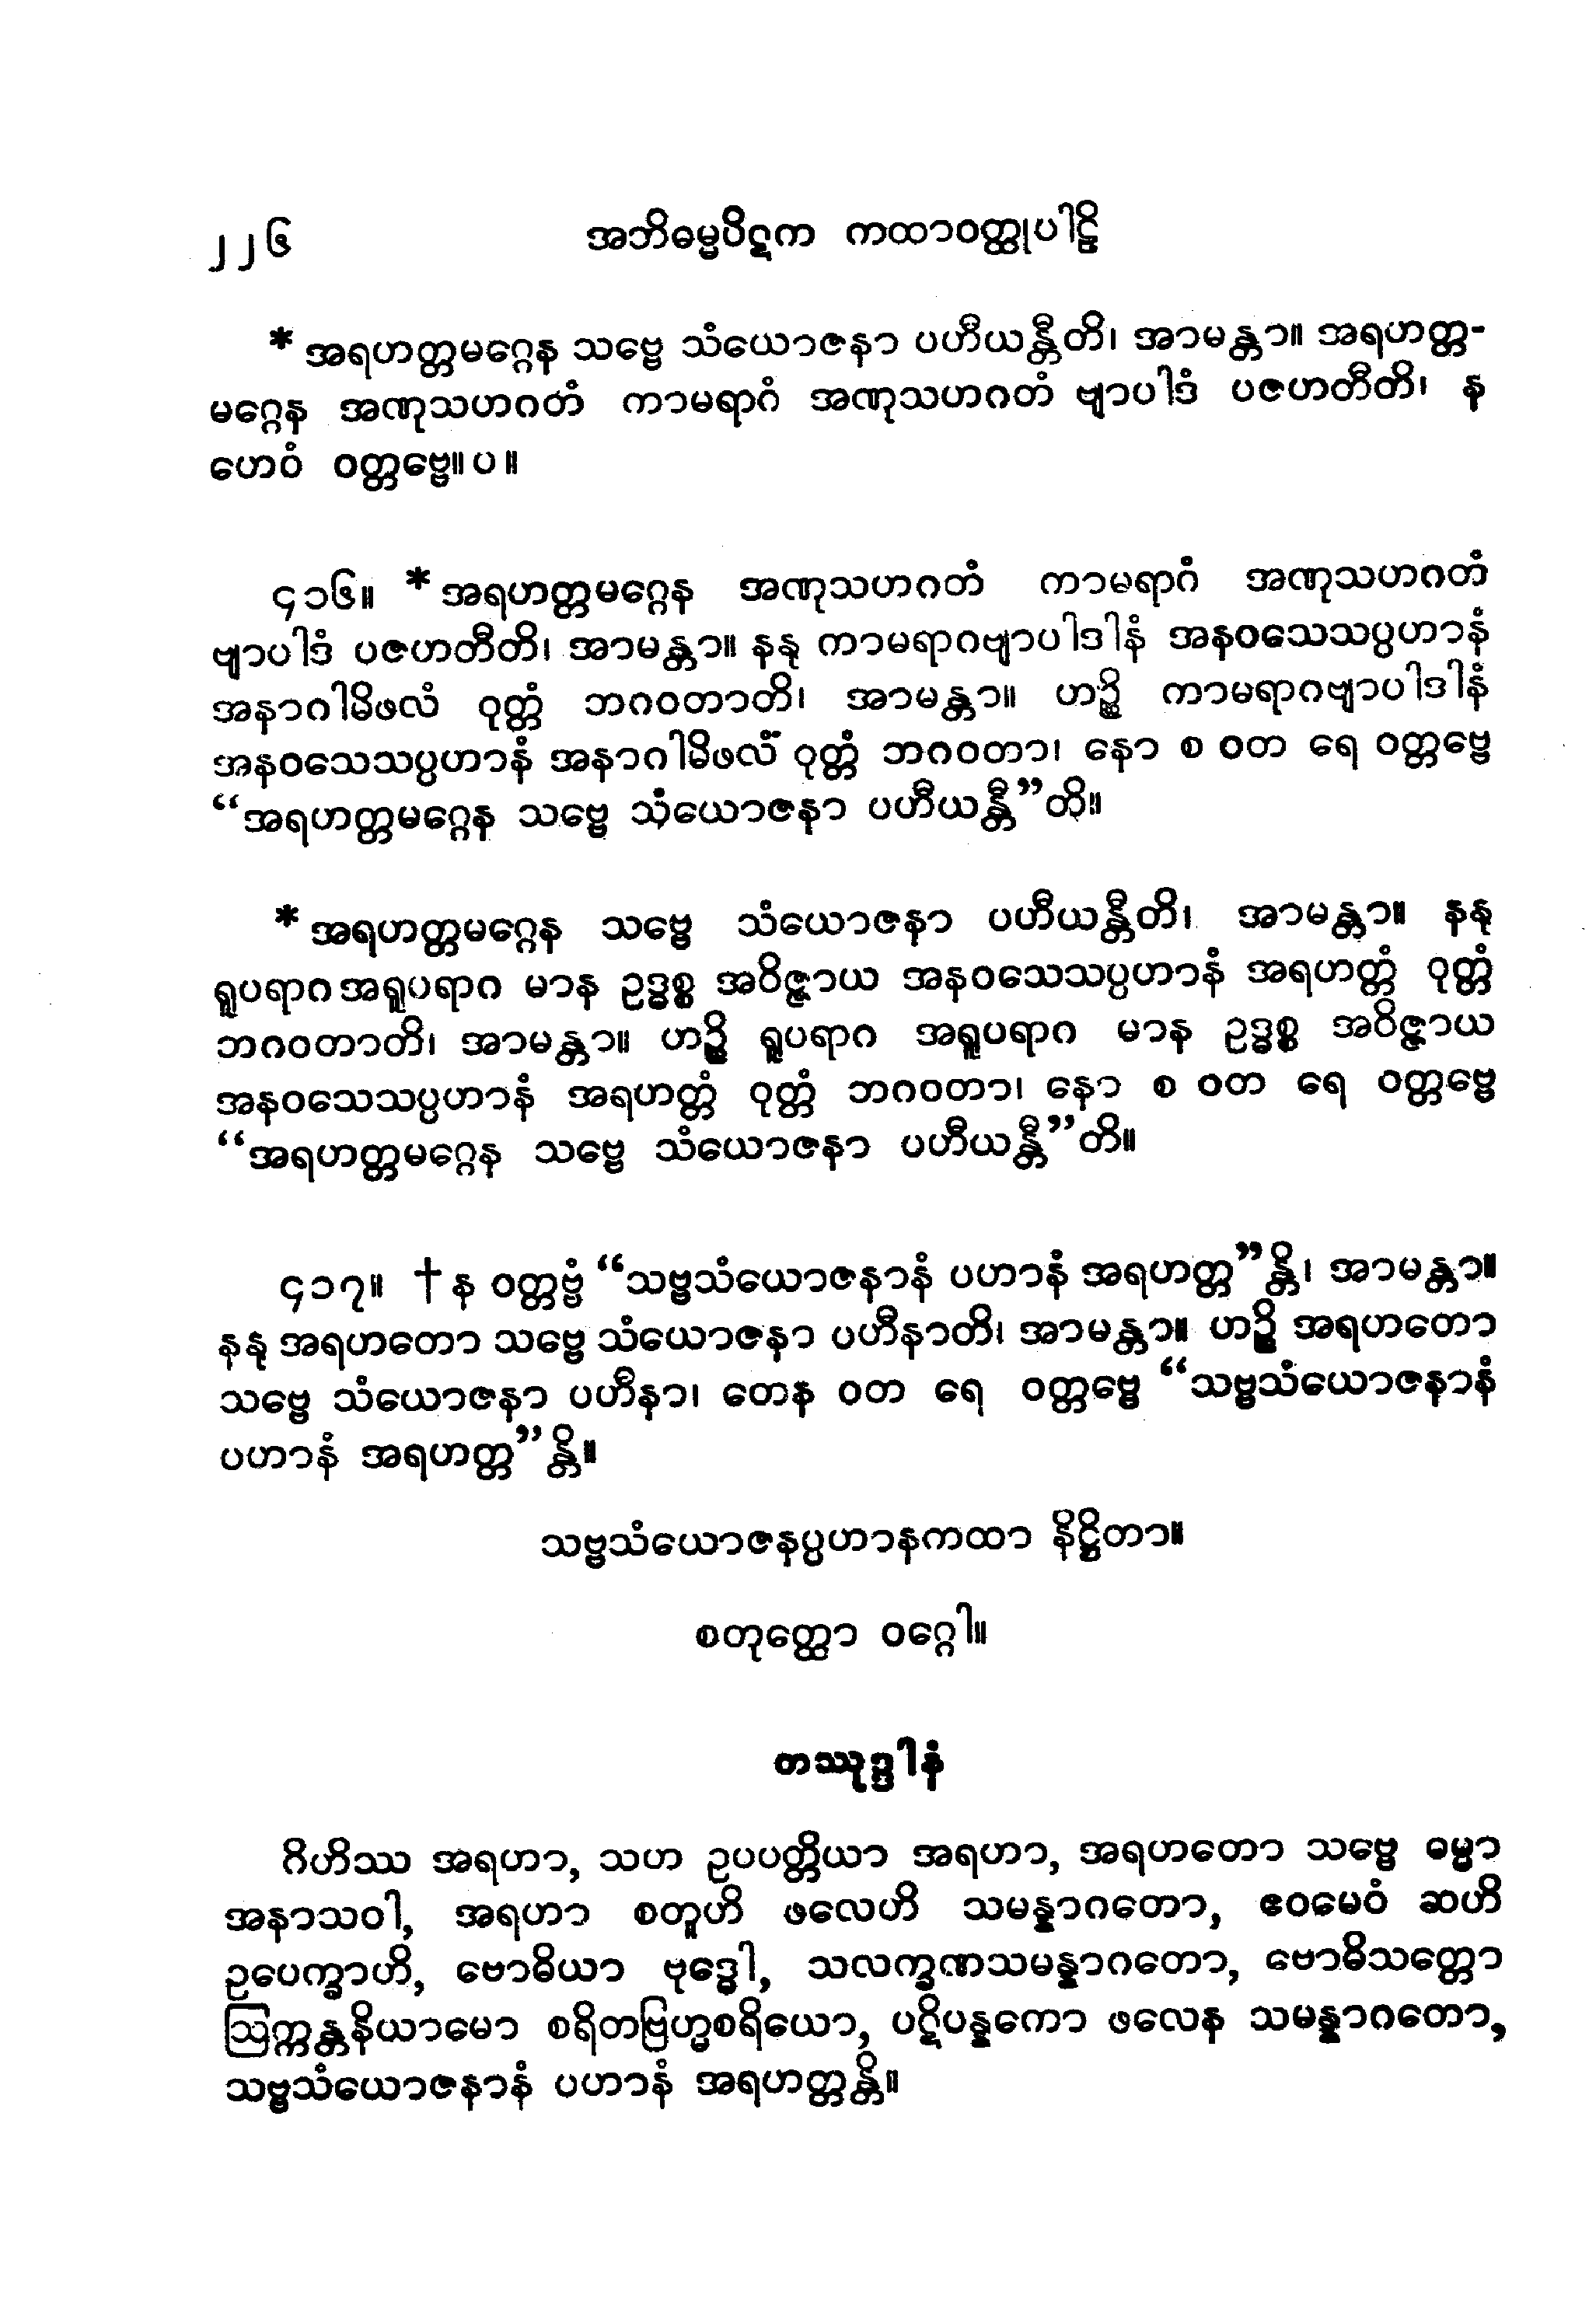 ၂၂၆ အဘိဓမ္မပိဋက ကထာဝတ္ထုပါဠိ
* အရဟတ္တမဂ္ဂေန သဗ္ဗေ သံယောဇနာ ပဟီယန္တီတိ၊ အာမန္တာ။ အရဟတ္တ-
မဂ္ဂေန အဏုသဟဂတံ ကာမရာဂံ အဏုသဟဂတံ ဗျာပါဒံ ပဇဟတီတိ၊ န
ဟေဝံ ဝတ္တဗ္ဗေ။ ပ ။
၄၁၆။ * အရဟတ္တမဂ္ဂေန အဏုသဟဂတံ ကာမရာဂံ အဏုသဟဂတံ
ဗျာပါဒံ ပဇဟတီတိ၊ အာမန္တာ။ နနု ကာမရာဂဗျာပါဒါနံ အနဝသေသပ္ပဟာနံ
အနာဂါမိဖလံ ဝုတ္တံ ဘဂဝတာတိ၊ အာမန္တာ။ ဟဉ္စိ ကာမရာဂဗျာပါဒါနံ
အနဝသေသပ္ပဟာနံ အနာဂါမိဖလံ ဝုတ္တံ ဘဂဝတာ၊ နော စ ဝတ ရေ ဝတ္တဗ္ဗေ
“အရဟတ္တမဂ္ဂေန သဗ္ဗေ သံယောဇနာ ပဟီယန္တီ”တိ။
* အရဟတ္တမဂ္ဂေန သဗ္ဗေ သံယောဇနာ ပဟီယန္တီတိ၊ အာမန္တာ။ နနု
ရူပရာဂ အရူပရာဂ မာန ဥဒ္ဓစ္စ အဝိဇ္ဇာယ အနဝသေသပ္ပဟာနံ အရဟတ္တံ ဝုတ္တံ
ဘဂဝတာတိ၊ အာမန္တာ။ ဟဉ္စိ ရူပရာဂ အရူပရာဂ မာန ဥဒ္ဓစ္စ အဝိဇ္ဇာယ
အနဝသေသပ္ပဟာနံ အရဟတ္တံ ဝုတ္တံ ဘဂဝတာ၊ နော စ ဝတ ရေ ဝတ္တဗ္ဗေ
“အရဟတ္တမဂ္ဂေန သဗ္ဗေ သံယောဇနာ ပဟီယန္တီ”တိ။
၄၁၇။ † န ဝတ္တဗ္ဗံ “သဗ္ဗသံယောဇနာနံ ပဟာနံ အရဟတ္တ”န္တိ၊ အာမန္တာ။
နနု အရဟတော သဗ္ဗေ သံယောဇနာ ပဟီနာတိ၊ အာမန္တာ။ ဟဉ္စိ အရဟတော
သဗ္ဗေ သံယောဇနာ ပဟီနာ၊ တေန ဝတ ရေ ဝတ္တဗ္ဗေ “သဗ္ဗသံယောဇနာနံ
ပဟာနံ အရဟတ္တ”န္တိ။
သဗ္ဗသံယောဇနပ္ပဟာနကထာ နိဋ္ဌိတာ။
စတုတ္ထော ဝဂ္ဂေါ။
တဿုဒ္ဒါနံ
ဂိဟိဿ အရဟာ, သဟ ဥပပတ္တိယာ အရဟာ, အရဟတော သဗ္ဗေ ဓမ္မာ
အနာသဝါ, အရဟာ စတူဟိ ဖလေဟိ သမန္နာဂတော, ဧဝမေဝံ ဆဟိ
ဥပေက္ခာဟိ, ဗောဓိယာ ဗုဒ္ဓေါ, သလက္ခဏသမန္နာဂတော, ဗောဓိသတ္တော
ဩက္ကန္တနိယာမော စရိတဗြဟ္မစရိယော, ပဋိပန္နကော ဖလေန သမန္နာဂတော,
သဗ္ဗသံယောဇနာနံ ပဟာနံ အရဟတ္တန္တိ။